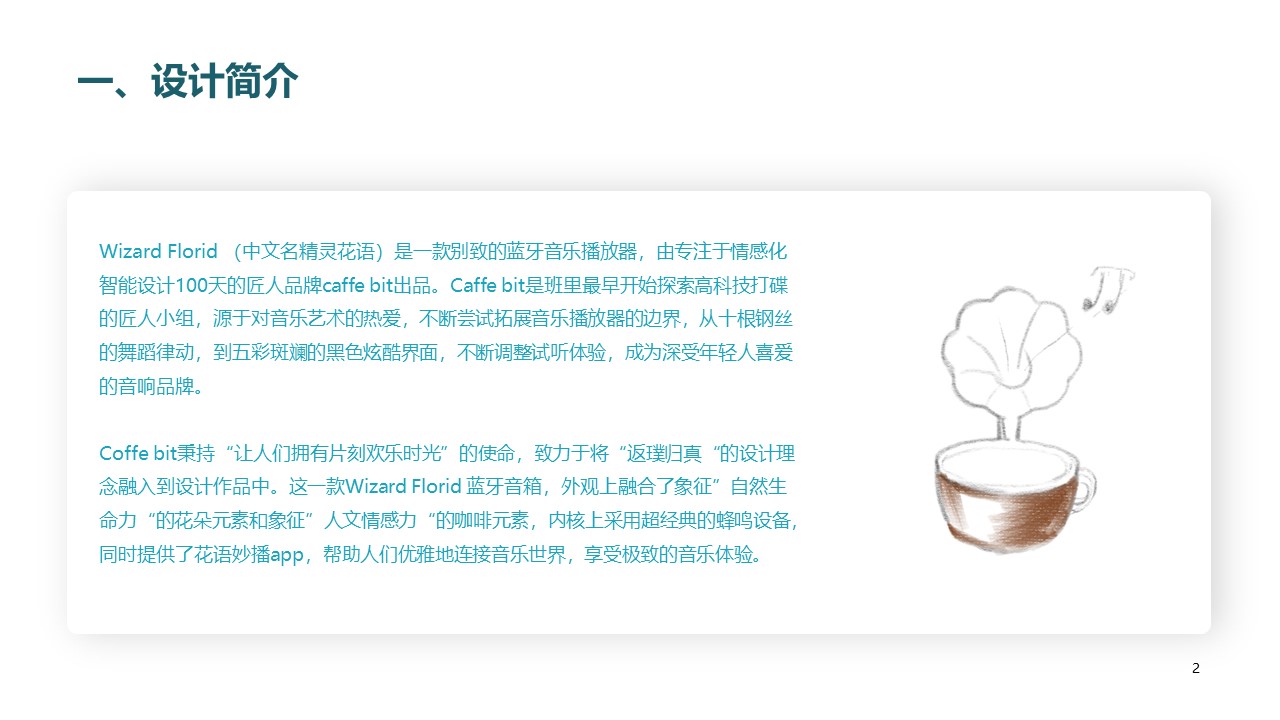 一、设计简介
Wizard Florid （中文名精灵花语）是一款别致的蓝牙音乐播放器，由专注于情感化
智能设计100天的匠人品牌caffe bit出品。Caffe bit是班里最早开始探索高科技打碟
的匠人小组，源于对音乐艺术的热爱，不断尝试拓展音乐播放器的边界，从十根钢丝
的舞蹈律动，到五彩斑斓的黑色炫酷界面，不断调整试听体验，成为深受年轻人喜爱
的音响品牌。
Coffe bit秉持“让人们拥有片刻欢乐时光”的使命，致力于将“返璞归真“的设计理
念融入到设计作品中。这一款Wizard Florid 蓝牙音箱，外观上融合了象征”自然生
命力“的花朵元素和象征”人文情感力“的咖啡元素，内核上采用超经典的蜂鸣设备，
同时提供了花语妙播app，帮助人们优雅地连接音乐世界，享受极致的音乐体验。
2